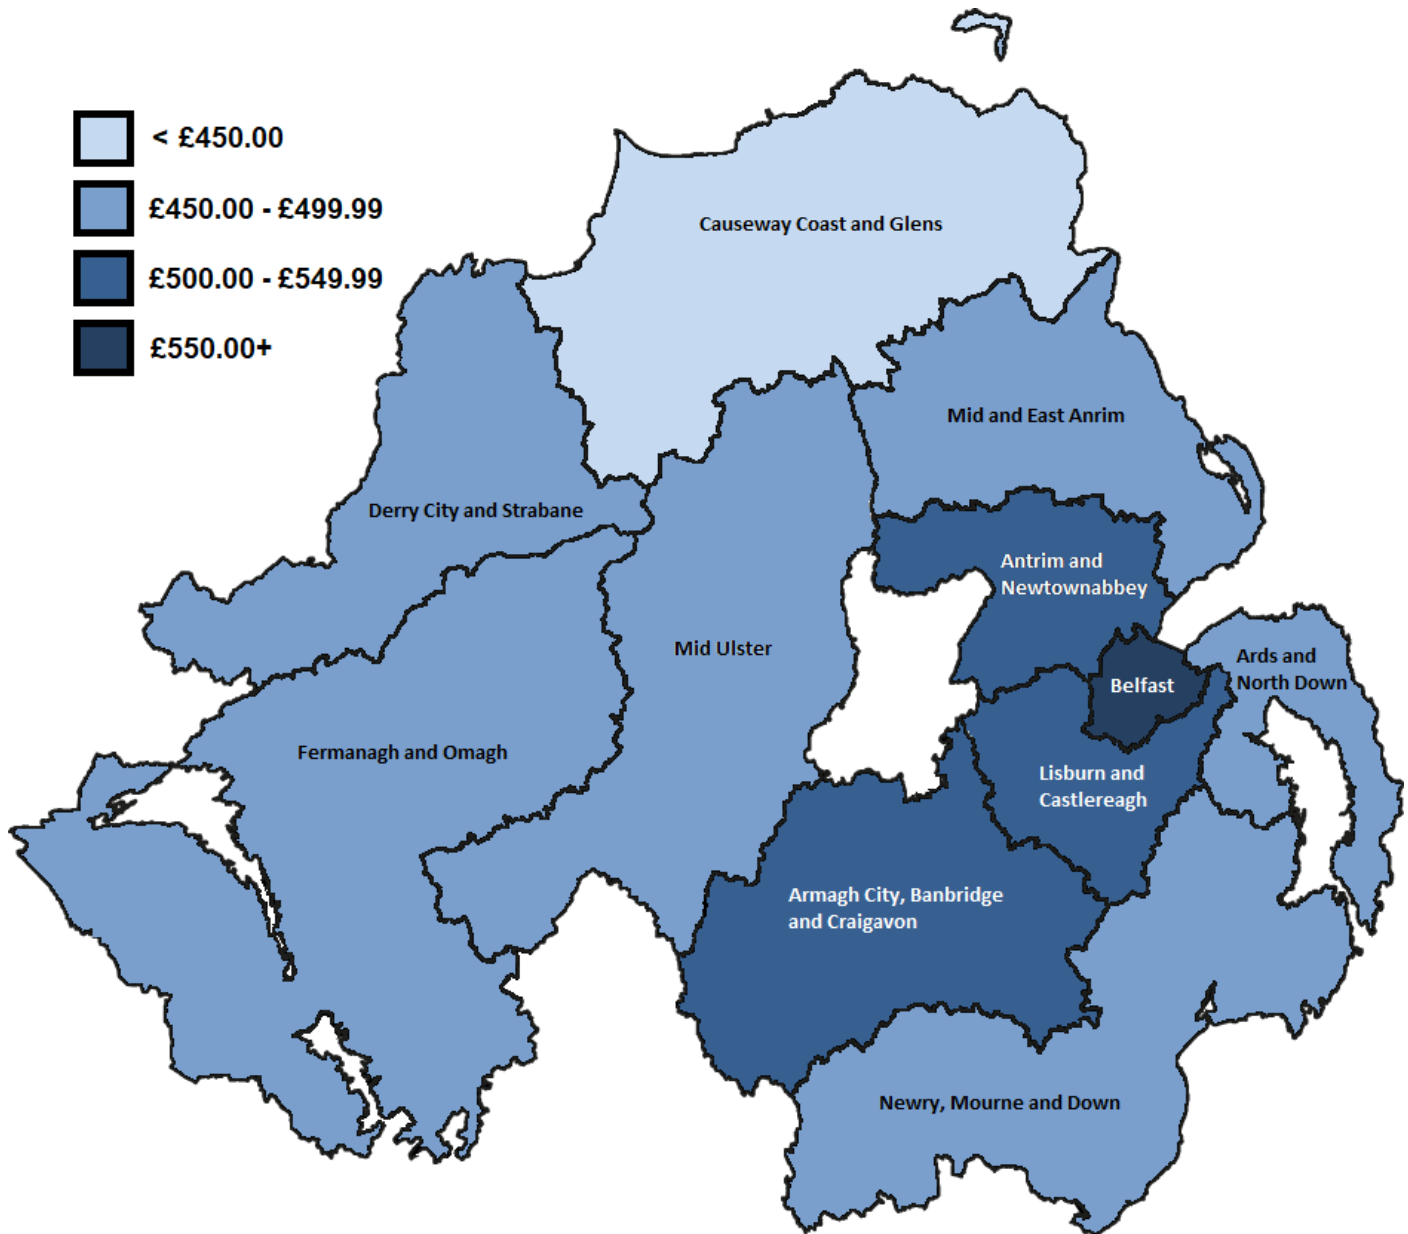 < £450.00
£450.00 - £499.99
£500.00 - £549.99
£550.00+
Causeway Coast and Glens
Mid and East Anrim
Derry City and Strabane
Antrim and
Newtownabbey
Mid Ulster
Ards and
North Down
Belfast
Fermanagh and Omagh
Lisburn and
Castlereagh
Armagh City, Banbridge
and Craigavon
Newry, Mourne and Down